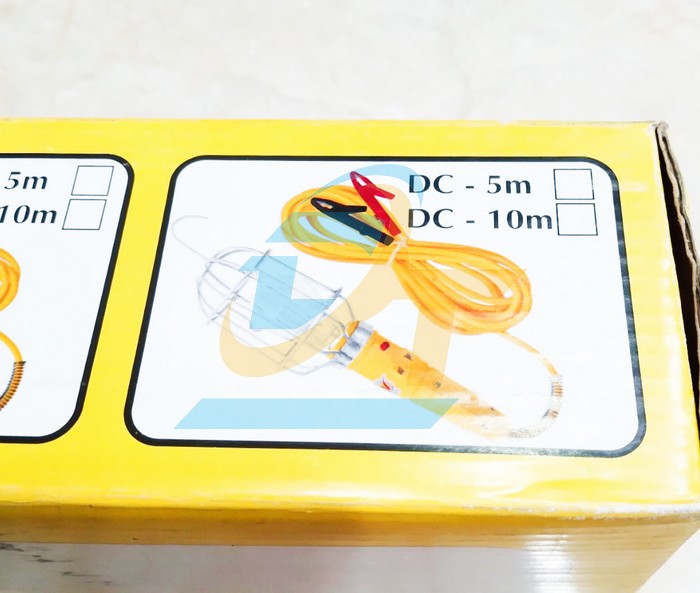 5m
10m
DC - 5m
DC - 10m